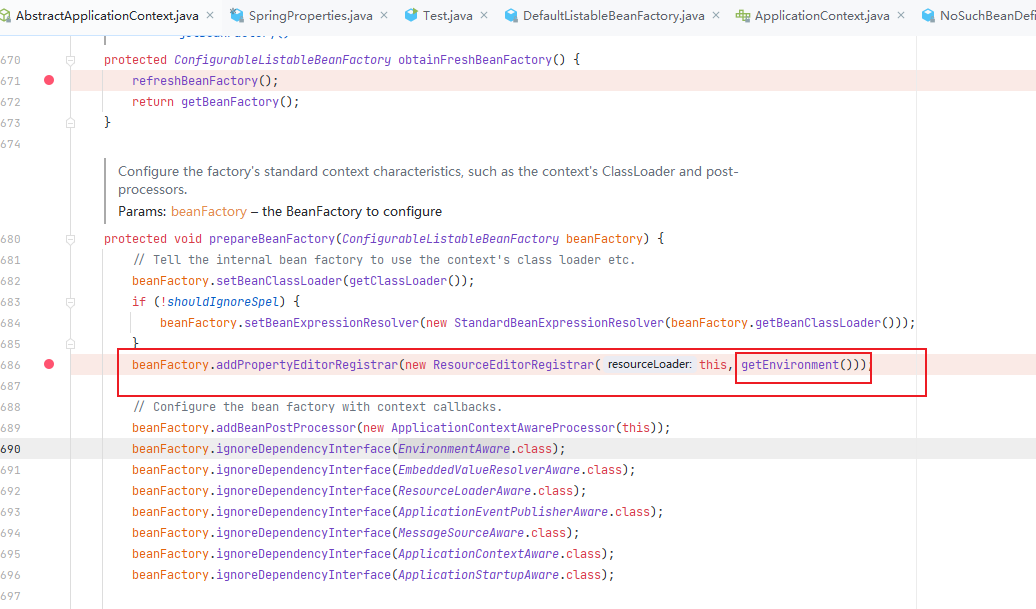 AbstractApplicationContext.java × SpringProperties.java × Test.java × DefaultListableBeanFactory.java × ApplicationContext.java × NoSuchBeanDefi
670 protected ConfigurableListableBeanFactory obtainFreshBeanFactory() {
671 refreshBeanFactory();
672 return getBeanFactory();
673 }
674
Configure the factory's standard context characteristics, such as the context's ClassLoader and post-
processors.
Params: beanFactory – the BeanFactory to configure
680 protected void prepareBeanFactory(ConfigurableListableBeanFactory beanFactory) {
681 // Tell the internal bean factory to use the context's class loader etc.
682 beanFactory.setBeanClassLoader(getClassLoader());
683 if (!shouldIgnoreSpel) {
684 beanFactory.setBeanExpressionResolver(new StandardBeanExpressionResolver(beanFactory.getBeanClassLoader()));
685 }
686 beanFactory.addPropertyEditorRegistrar(new ResourceEditorRegistrar( resourceLoader: this, getEnvironment()))
687
688 // Configure the bean factory with context callbacks.
689 beanFactory.addBeanPostProcessor(new ApplicationContextAwareProcessor(this));
690 beanFactory.ignoreDependencyInterface(EnvironmentAware.class);
691 beanFactory.ignoreDependencyInterface(EmbeddedValueResolverAware.class);
692 beanFactory.ignoreDependencyInterface(ResourceLoaderAware.class);
693 beanFactory.ignoreDependencyInterface(ApplicationEventPublisherAware.class);
694 beanFactory.ignoreDependencyInterface(MessageSourceAware.class);
695 beanFactory.ignoreDependencyInterface(ApplicationContextAware.class);
696 beanFactory.ignoreDependencyInterface(ApplicationStartupAware.class);
697